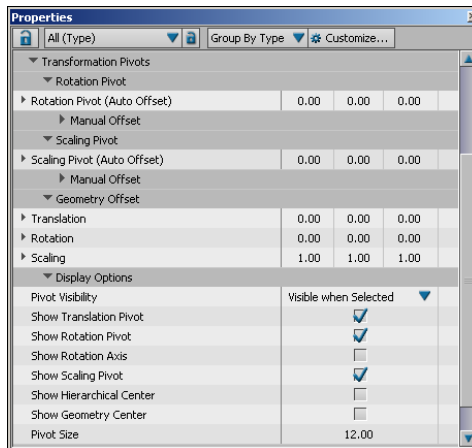 Properties
All (Type) Group By Type Customize...
Transformation Pivots
Rotation Pivot
Rotation Pivot (Auto Offset) 0.00 0.00 0.00
Manual Offset
Scaling Pivot
Scaling Pivot (Auto Offset) 0.00 0.00 0.00
Manual Offset
Geometry Offset
Translation 0.00 0.00 0.00
Rotation 0.00 0.00 0.00
Scaling 1.00 1.00 1.00
Display Options
Pivot Visibility Visible when Selected
Show Translation Pivot
Show Rotation Pivot
Show Rotation Axis
Show Scaling Pivot
Show Hierarchical Center
Show Geometry Center
Pivot Size 12.00